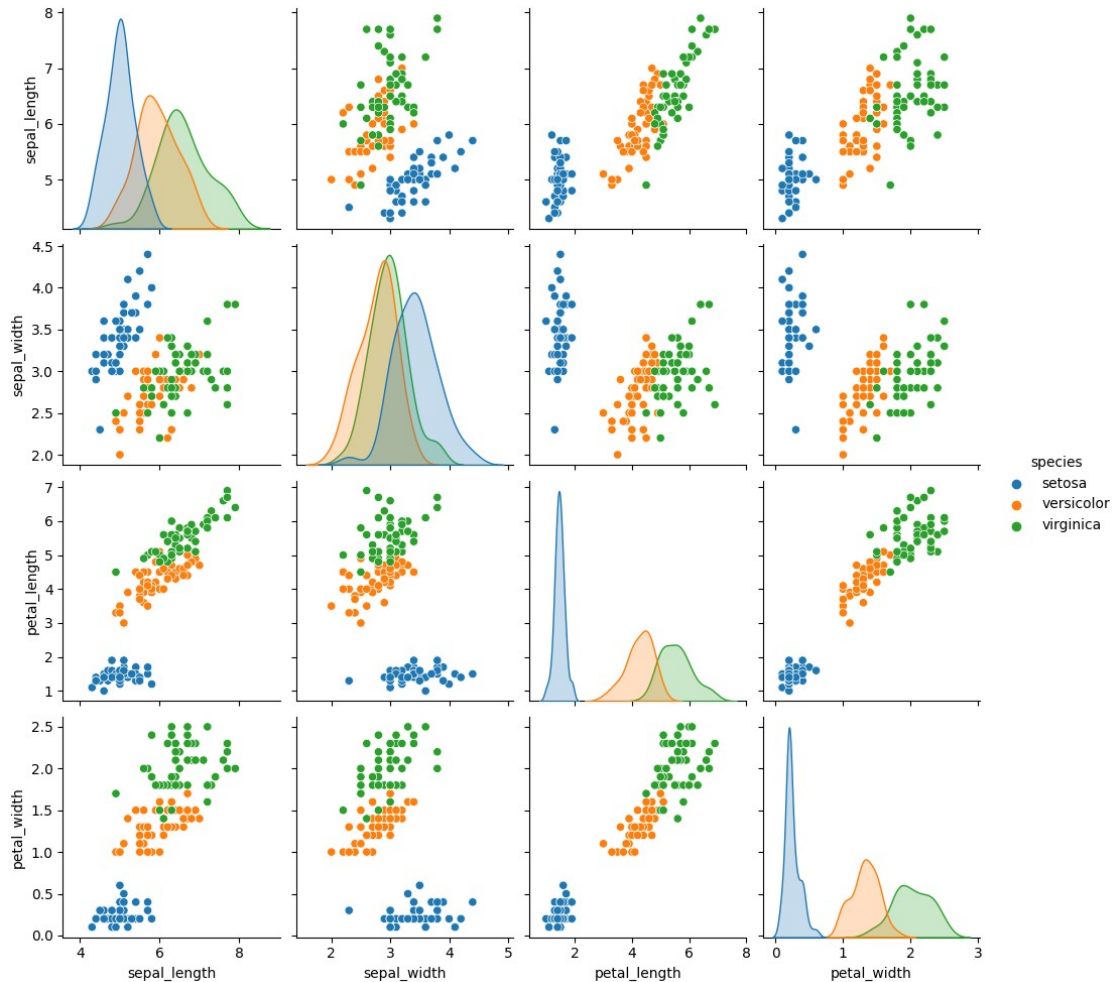 8
7
6
5
sepal_length
4.5
4.0
3.5
3.0
2.5
2.0
sepal_width
species
setosa
versicolor
virginica
7
6
5
4
3
2
1
petal_length
2.5
2.0
1.5
1.0
0.5
0.0
petal_width
4 6 8
2 3 4 5
2 4 6 8
0 1 2 3
sepal_length sepal_width petal_length petal_width